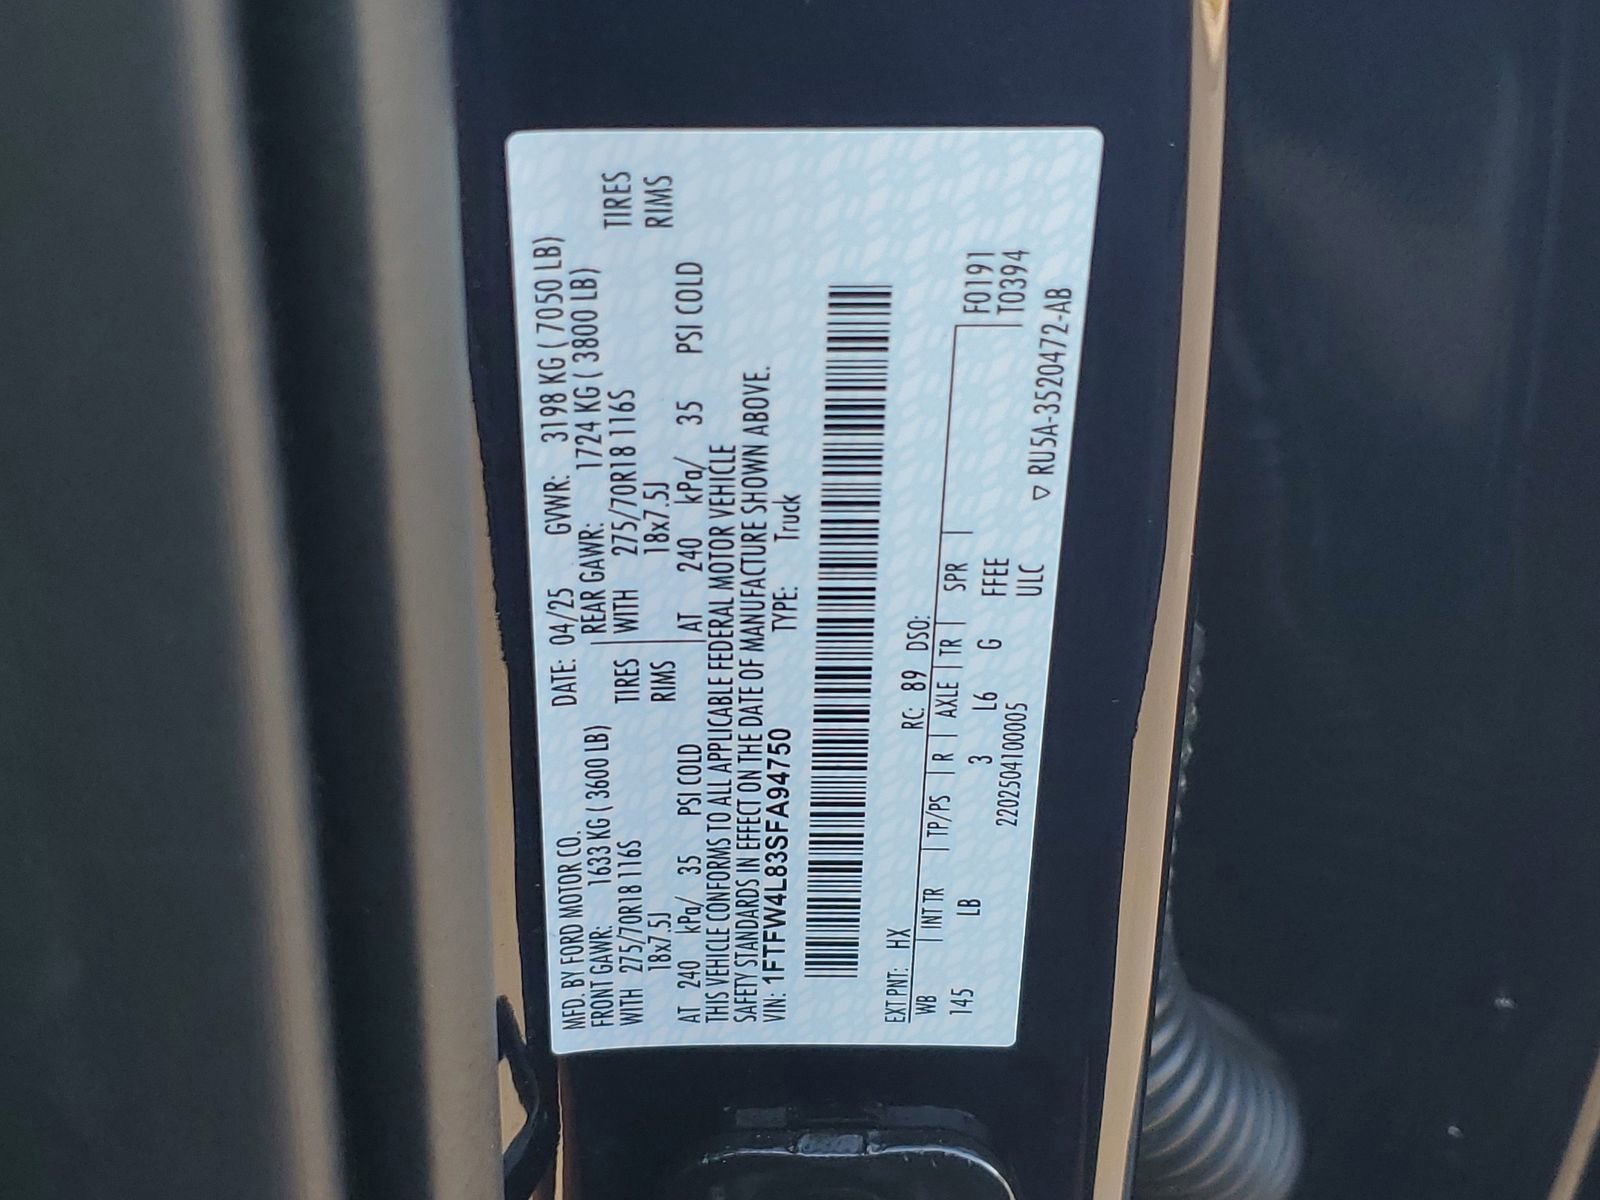 MFD. BY FORD MOTOR CO. DATE: 04/25 GVWR: 3198 KG ( 7050 LB)
FRONT GAWR: 1633 KG ( 3600 LB) REAR GAWR: 1724 KG ( 3800 LB)
WITH 275/70R18 116S TIRES WITH 275/70R18 116S TIRES
18x7.5J RIMS 18x7.5J RIMS
AT 240 kPa/ 35 PSI COLD AT 240 kPa/ 35 PSI COLD
THIS VEHICLE CONFORMS TO ALL APPLICABLE FEDERAL MOTOR VEHICLE
SAFETY STANDARDS IN EFFECT ON THE DATE OF MANUFACTURE SHOWN ABOVE.
VIN: 1FTFW4L83SFA94750 TYPE: Truck
EXT PNT: HX RC: 89 DSO:
WB INT TR TP/PS R AXLE TR SPR F0191
145 LB 3 L6 G FFEE T0394
2202504100005 ULC ▽ RU5A-3520472-AB